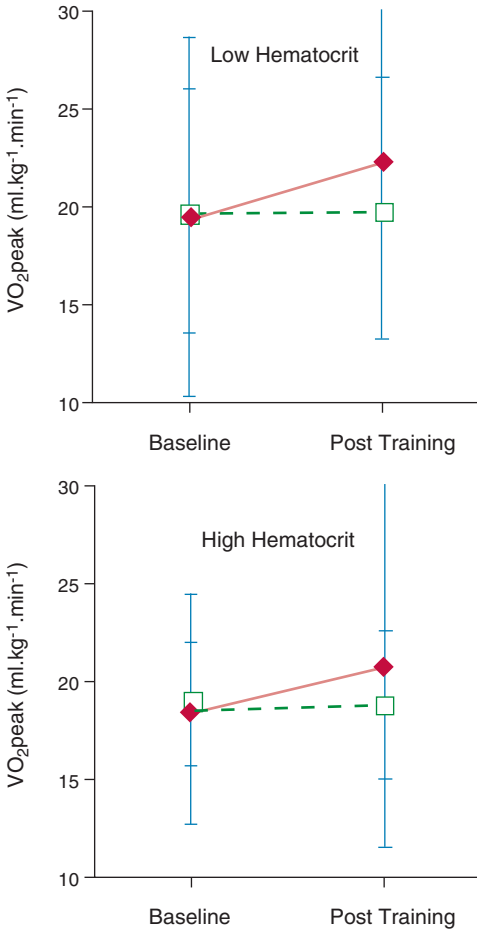 Low Hematocrit
VO2peak (ml.kg-1.min-1)
30
25
20
15
10
Baseline Post Training
High Hematocrit
VO2peak (ml.kg-1.min-1)
30
25
20
15
10
Baseline Post Training